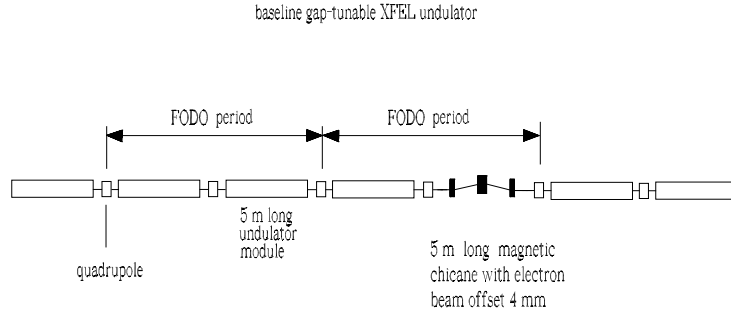 baseline gap-tunable XFEL undulator
FODO period
FODO period
5 m long
undulator
module
quadrupole
5 m long magnetic
chicane with electron
beam offset 4 mm